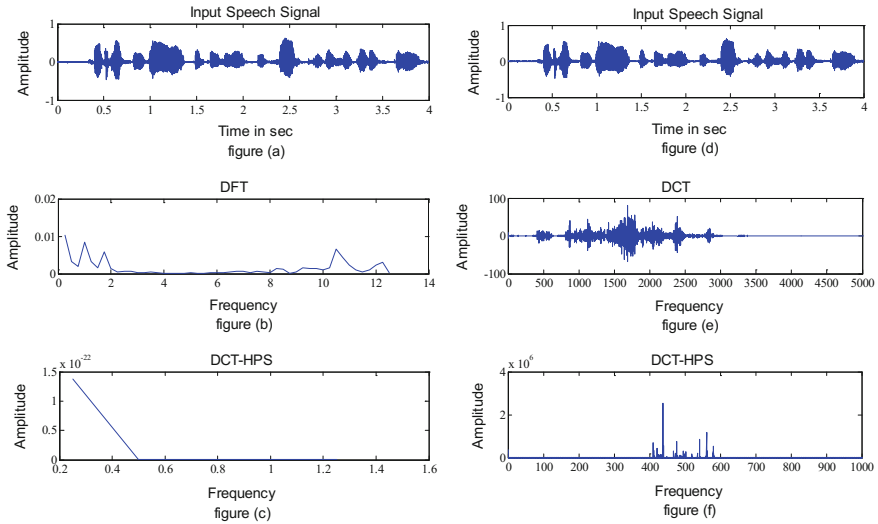 Input Speech Signal
Amplitude
1
0
-1
0 0.5 1 1.5 2 2.5 3 3.5 4
Time in sec
figure (a)
Input Speech Signal
Amplitude
1
0
-1
0 0.5 1 1.5 2 2.5 3 3.5 4
Time in sec
figure (d)
DFT
Amplitude
0.02
0.01
0
0 2 4 6 8 10 12 14
Frequency
figure (b)
DCT
Amplitude
100
0
-100
0 500 1000 1500 2000 2500 3000 3500 4000 4500 5000
Frequency
figure (e)
DCT-HPS
x 10⁻²²
Amplitude
1.5
1
0.5
0
0.2 0.4 0.6 0.8 1 1.2 1.4 1.6
Frequency
figure (c)
DCT-HPS
x 10⁶
Amplitude
4
2
0
0 100 200 300 400 500 600 700 800 900 1000
Frequency
figure (f)